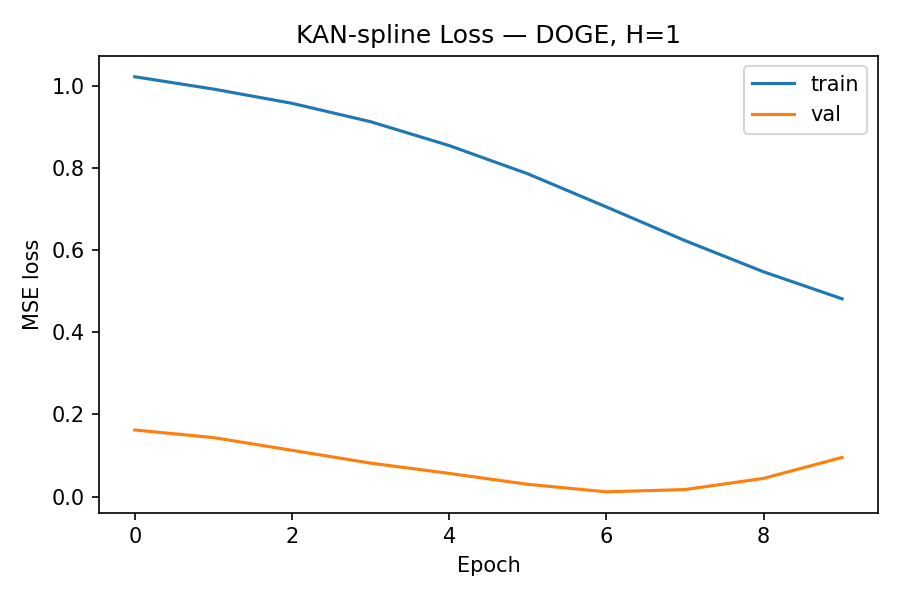 KAN-spline Loss — DOGE, H=1
train
val
MSE loss
1.0
0.8
0.6
0.4
0.2
0.0
0 2 4 6 8
Epoch